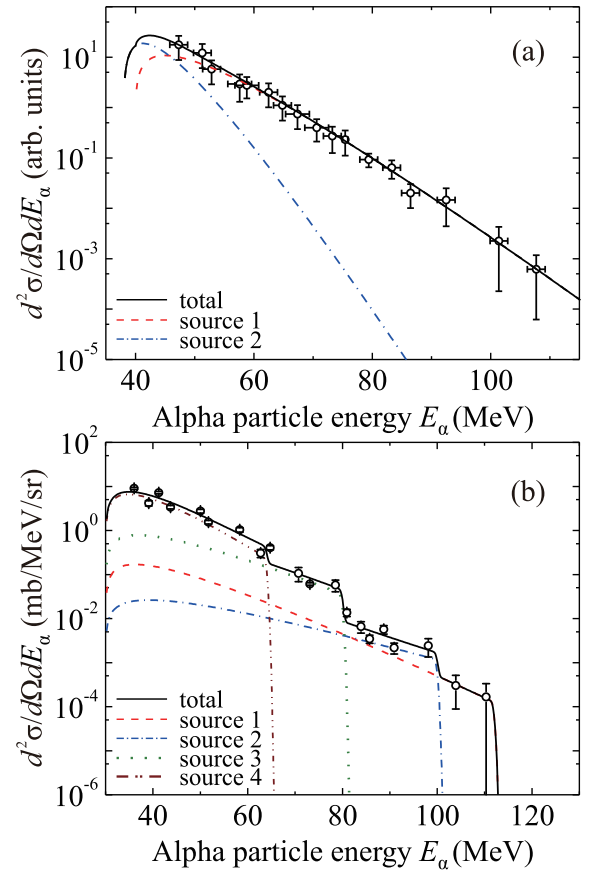 (a)
10¹
10⁻¹
10⁻³
10⁻⁵
d²σ/dΩdEα (arb. units)
total
source 1
source 2
40 60 80 100
Alpha particle energy Eα (MeV)
(b)
10²
10⁰
10⁻²
10⁻⁴
10⁻⁶
d²σ/dΩdEα (mb/MeV/sr)
total
source 1
source 2
source 3
source 4
40 60 80 100 120
Alpha particle energy Eα (MeV)